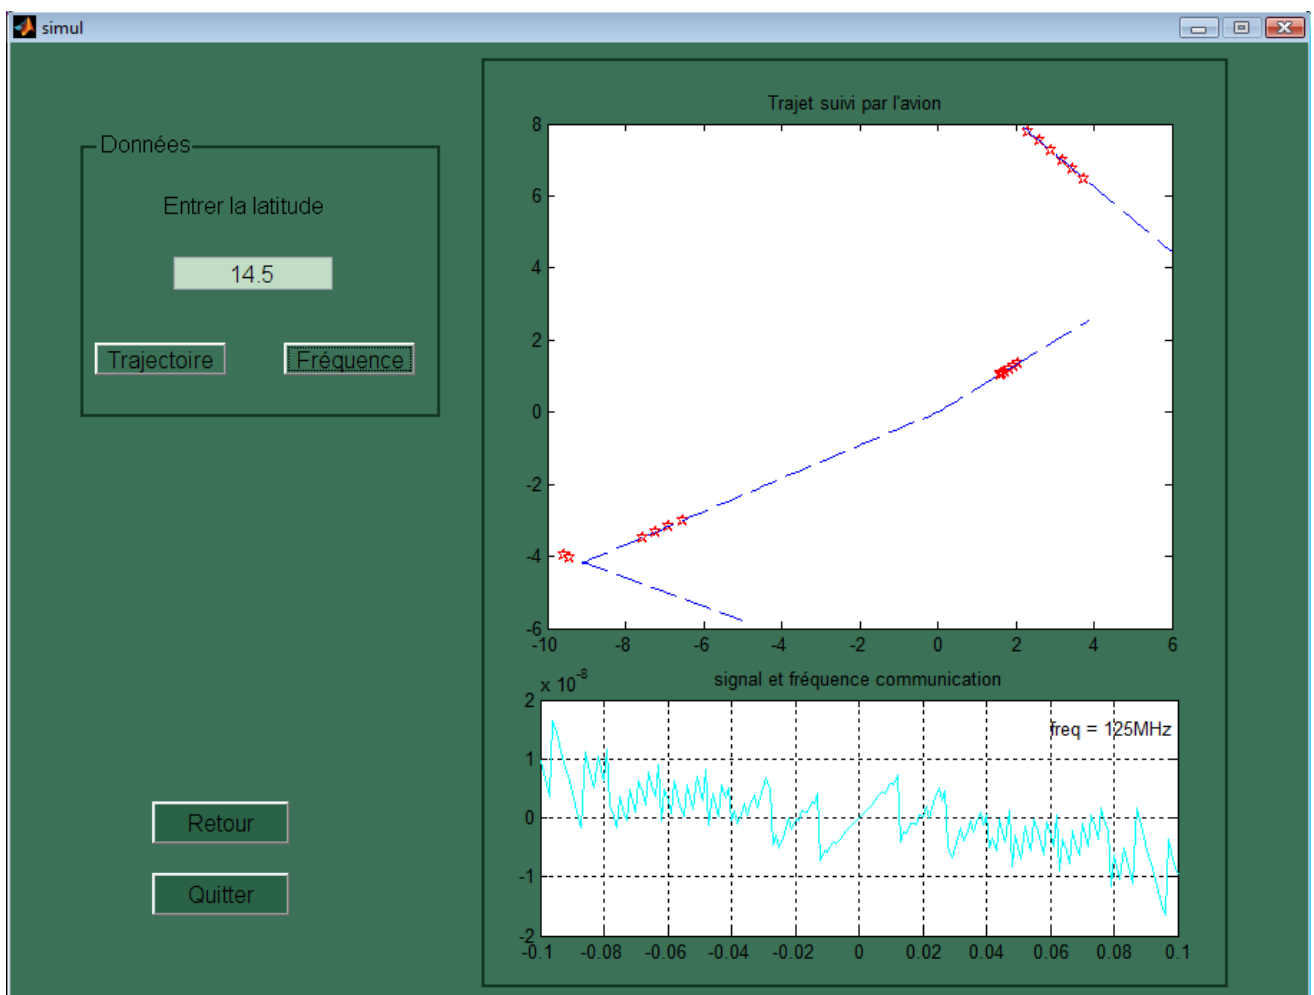 simul
Données
Entrer la latitude
14.5
Trajectoire
Fréquence
Retour
Quitter
Trajet suivi par l'avion
8
6
4
2
0
-2
-4
-6
-10 -8 -6 -4 -2 0 2 4 6
signal et fréquence communication
x 10^-8
freq = 125MHz
2
1
0
-1
-2
-0.1 -0.08 -0.06 -0.04 -0.02 0 0.02 0.04 0.06 0.08 0.1